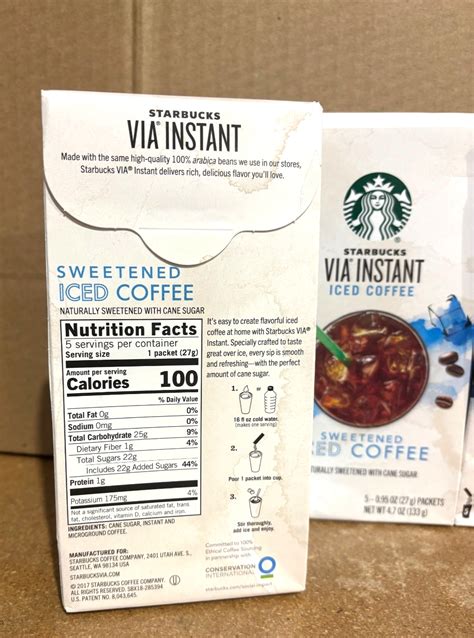 STARBUCKS
VIA® INSTANT
Made with the same high-quality 100% arabica beans we use in our stores,
Starbucks VIA® Instant delivers rich, delicious flavor you'll love.
SWEETENED
ICED COFFEE
NATURALLY SWEETENED WITH CANE SUGAR
Nutrition Facts
5 servings per container
Serving size 1 packet (27g)
Amount per serving
Calories 100
% Daily Value
Total Fat 0g 0%
Sodium 0mg 0%
Total Carbohydrate 25g 9%
Dietary Fiber 1g 4%
Total Sugars 22g
Includes 22g Added Sugars 44%
Protein 1g
Potassium 175mg 4%
Not a significant source of saturated fat, trans
fat, cholesterol, vitamin D, calcium and iron.
INGREDIENTS: CANE SUGAR, INSTANT AND
MICROGROUND COFFEE.
MANUFACTURED FOR:
STARBUCKS COFFEE COMPANY, 2401 UTAH AVE S.,
SEATTLE, WA 98134 USA
STARBUCKSVIA.COM
© 2017 STARBUCKS COFFEE COMPANY.
ALL RIGHTS RESERVED. SBX18-285394
U.S. PATENT NO. 8,043,645.
It's easy to create flavorful iced
coffee at home with Starbucks VIA®
Instant. Specially crafted to taste
great over ice, every sip is smooth
and refreshing—with the perfect
amount of cane sugar.
1.
16 fl oz cold water.
(makes one serving)
2.
Pour 1 packet into cup.
3.
Stir thoroughly,
add ice and enjoy.
Committed to 100%
Ethical Coffee Sourcing
in partnership with
CONSERVATION
INTERNATIONAL
STARBUCKS
VIA® INSTANT
ICED COFFEE
SWEETENED
ICED COFFEE
NATURALLY SWEETENED WITH CANE SUGAR
5 - 0.95 OZ (27 g) PACKETS
NET WT 4.7 OZ (133 g)